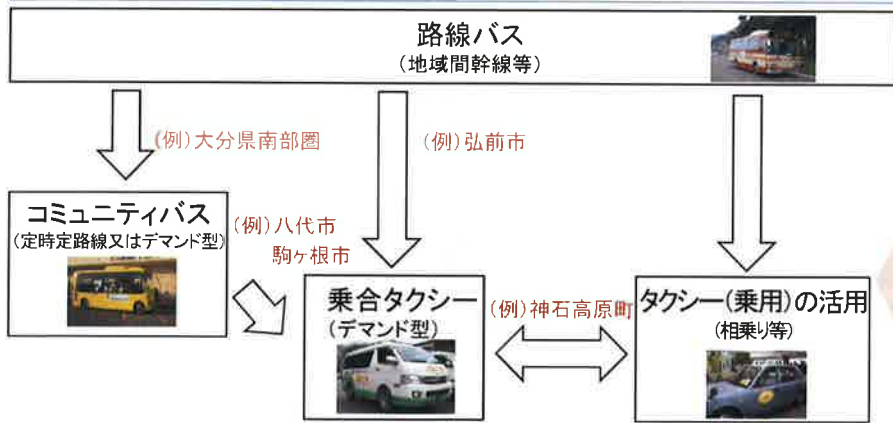 路線バス
(地域間幹線等)
(例)大分県南部圏
(例)弘前市
コミュニティバス
(定時定路線又はデマンド型)
(例)八代市
駒ヶ根市
乗合タクシー
(デマンド型)
(例)神石高原町
タクシー(乗用)の活用
(相乗り等)